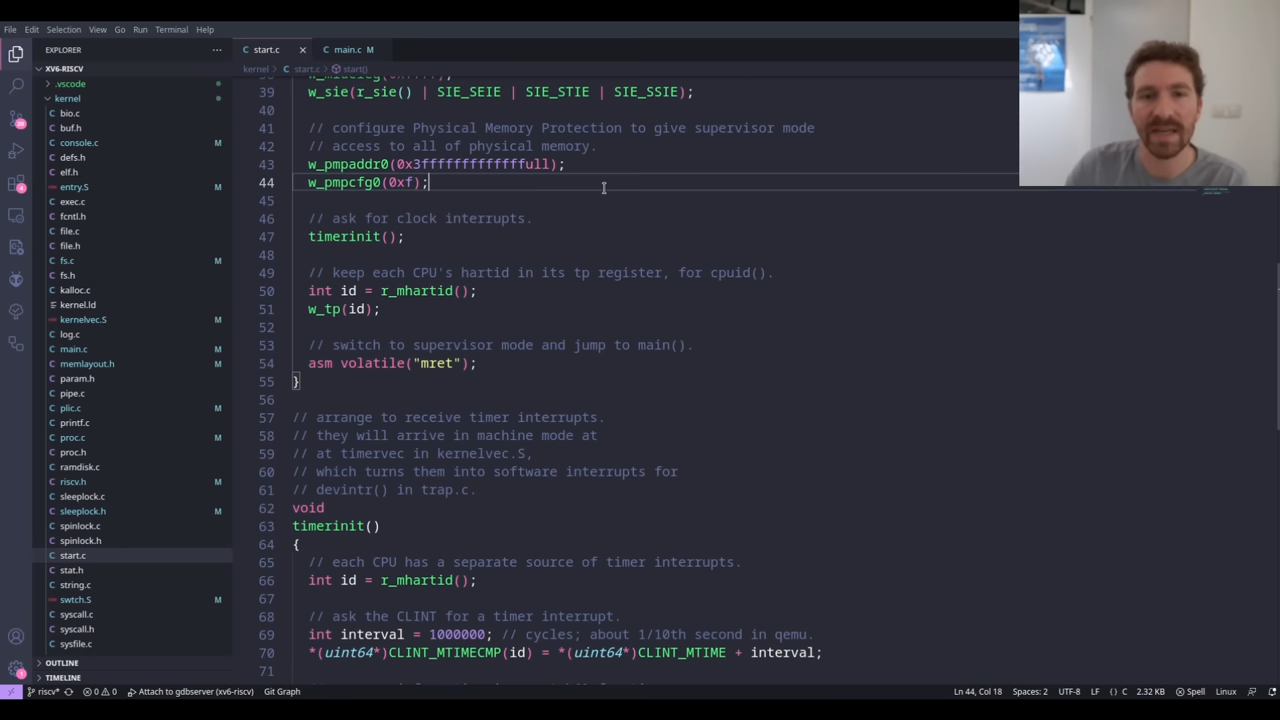 File Edit Selection View Go Run Terminal Help
EXPLORER ···
start.c
main.c M
XV6-RISCV
kernel > start.c > start()
.vscode
kernel
bio.c
buf.h
console.c M
defs.h
elf.h
entry.S M
exec.c
fcntl.h
file.c
file.h
fs.c M
fs.h
kalloc.c
kernel.ld
kernelvec.S M
log.c
main.c M
memlayout.h M
param.h
pipe.c
plic.c M
printf.c
proc.c M
proc.h
ramdisk.c
riscv.h M
sleeplock.c
sleeplock.h M
spinlock.c
spinlock.h
start.c
stat.h
string.c
swtch.S M
syscall.c
syscall.h
sysfile.c
OUTLINE
TIMELINE
39 w_sie(r_sie() | SIE_SEIE | SIE_STIE | SIE_SSIE);
40
41 // configure Physical Memory Protection to give supervisor mode
42 // access to all of physical memory.
43 w_pmpaddr0(0x3fffffffffffffull);
44 w_pmpcfg0(0xf);
45
46 // ask for clock interrupts.
47 timerinit();
48
49 // keep each CPU's hartid in its tp register, for cpuid().
50 int id = r_mhartid();
51 w_tp(id);
52
53 // switch to supervisor mode and jump to main().
54 asm volatile("mret");
55 }
56
57 // arrange to receive timer interrupts.
58 // they will arrive in machine mode at
59 // at timervec in kernelvec.S,
60 // which turns them into software interrupts for
61 // devintr() in trap.c.
62 void
63 timerinit()
64 {
65 // each CPU has a separate source of timer interrupts.
66 int id = r_mhartid();
67
68 // ask the CLINT for a timer interrupt.
69 int interval = 1000000; // cycles; about 1/10th second in qemu.
70 *(uint64*)CLINT_MTIMECMP(id) = *(uint64*)CLINT_MTIME + interval;
71
riscv* 0 0 Attach to gdbserver (xv6-riscv) Git Graph Ln 44, Col 18 Spaces: 2 UTF-8 LF {} C 2.32 KB Spell Linux